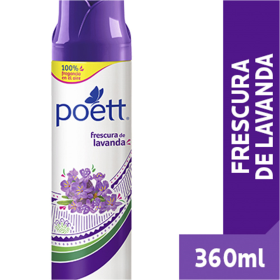 100%
fragancia
en el aire
poett
frescura de
lavanda
FRESCURA
DE LAVANDA
360ml